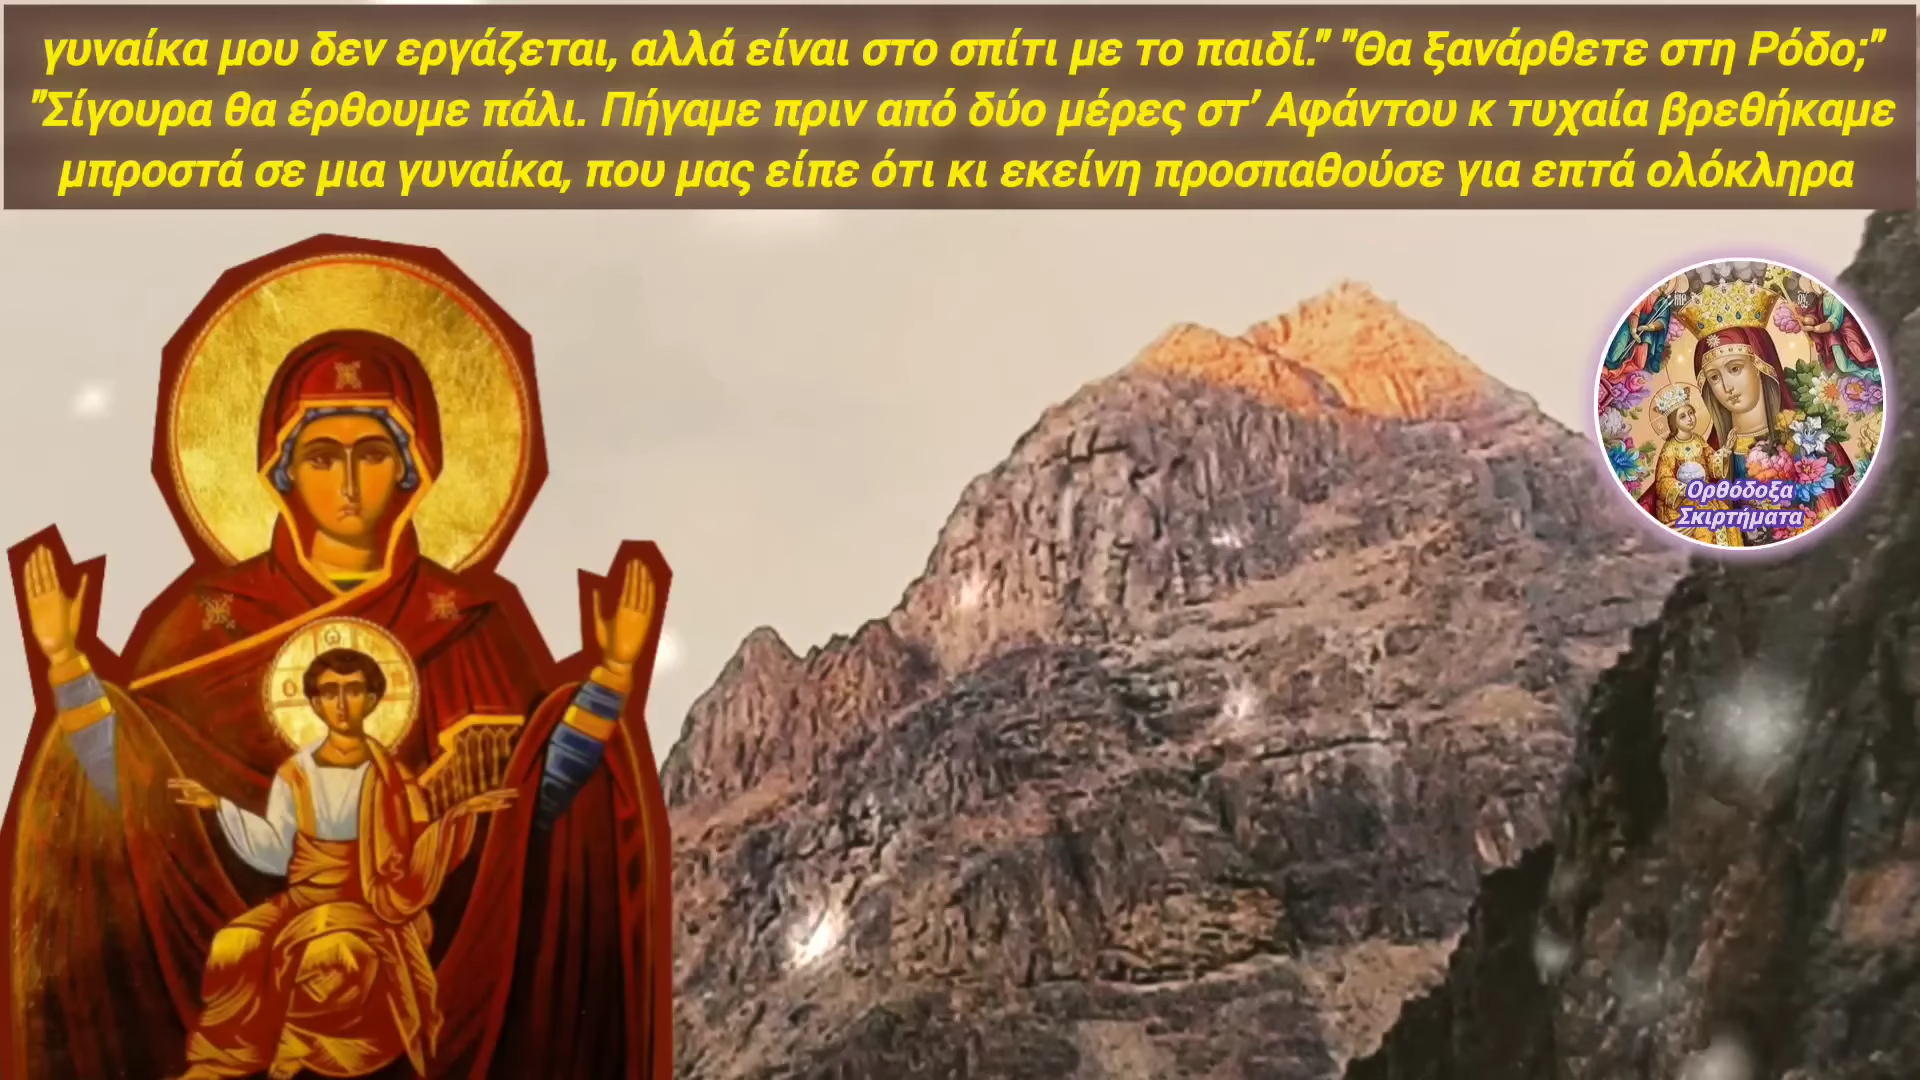 γυναίκα μου δεν εργάζεται, αλλά είναι στο σπίτι με το παιδί." "Θα ξανάρθετε στη Ρόδο;"
"Σίγουρα θα έρθουμε πάλι. Πήγαμε πριν από δύο μέρες στ' Αφάντου κ τυχαία βρεθήκαμε
μπροστά σε μια γυναίκα, που μας είπε ότι κι εκείνη προσπαθούσε για επτά ολόκληρα
Ορθόδοξα
Σκιρτήματα